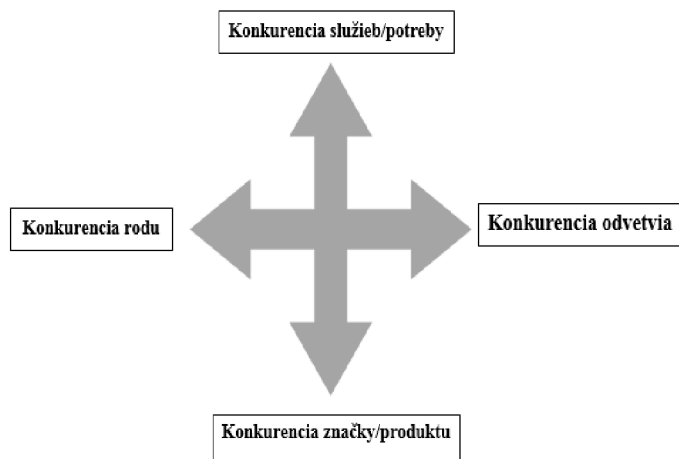 Konkurencia služieb/potreby
Konkurencia rodu
Konkurencia odvetvia
Konkurencia značky/produktu